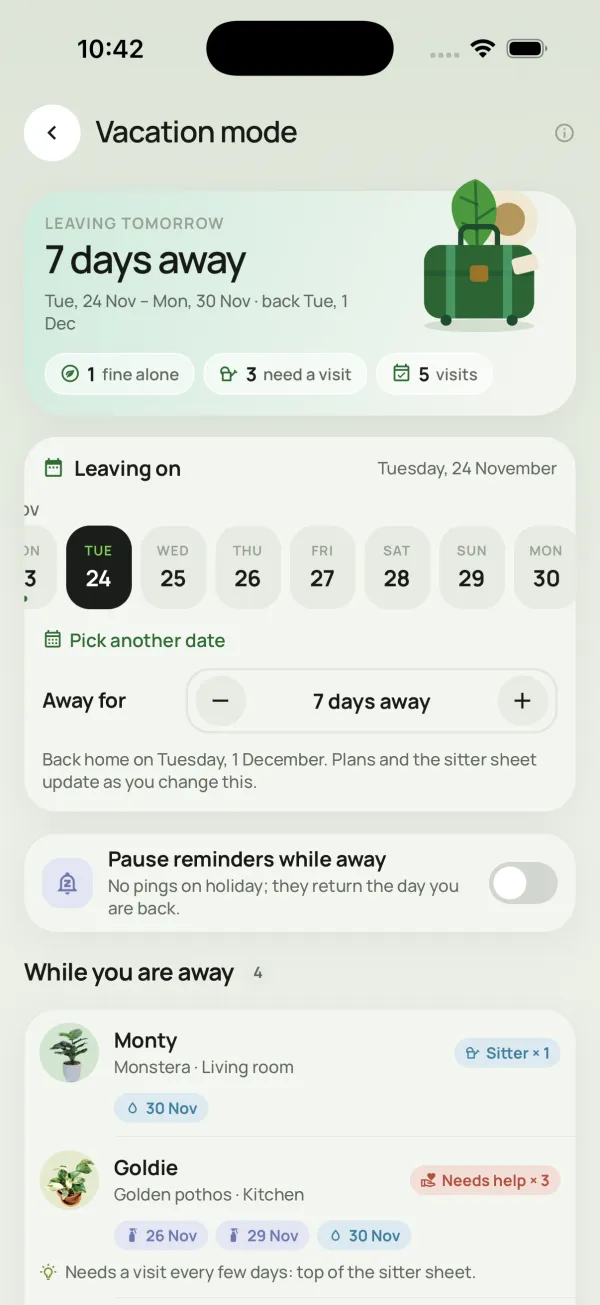 10:42
Vacation mode
LEAVING TOMORROW
7 days away
Tue, 24 Nov – Mon, 30 Nov · back Tue, 1
Dec
1 fine alone
3 need a visit
5 visits
Leaving on
Tuesday, 24 November
OV
ON TUE WED THU FRI SAT SUN MON
3 24 25 26 27 28 29 30
Pick another date
Away for
− 7 days away +
Back home on Tuesday, 1 December. Plans and the sitter sheet
update as you change this.
Pause reminders while away
No pings on holiday; they return the day you
are back.
While you are away 4
Monty
Sitter × 1
Monstera · Living room
30 Nov
Goldie
Needs help × 3
Golden pothos · Kitchen
26 Nov
29 Nov
30 Nov
Needs a visit every few days: top of the sitter sheet.